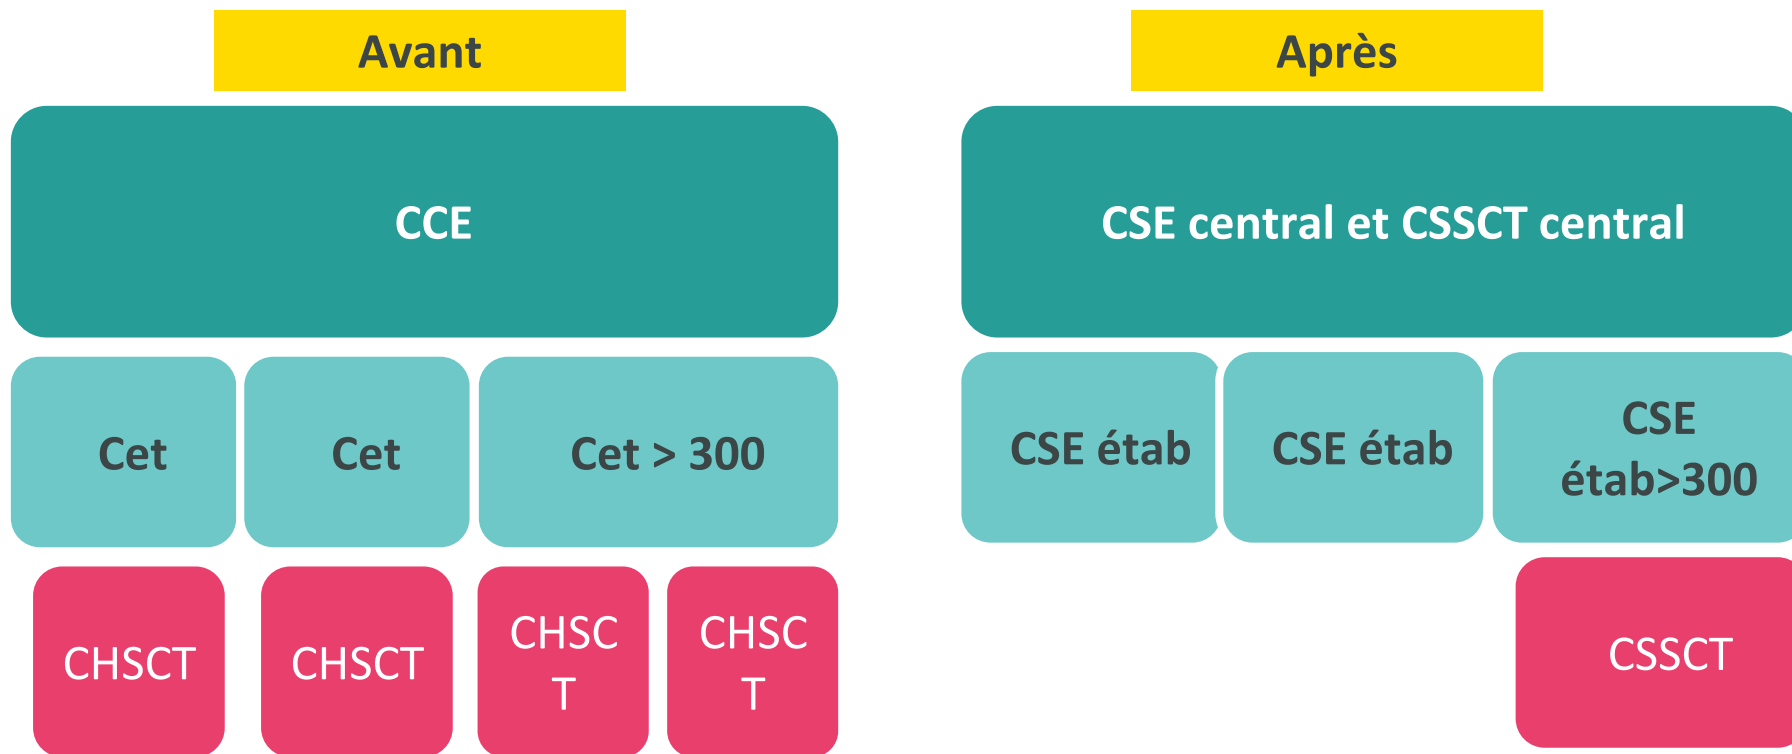 Avant
Après
CCE
CSE central et CSSCT central
Cet
Cet
Cet > 300
CSE étab
CSE étab
CSE
étab>300
CHSCT
CHSCT
CHSC
T
CHSC
T
CSSCT